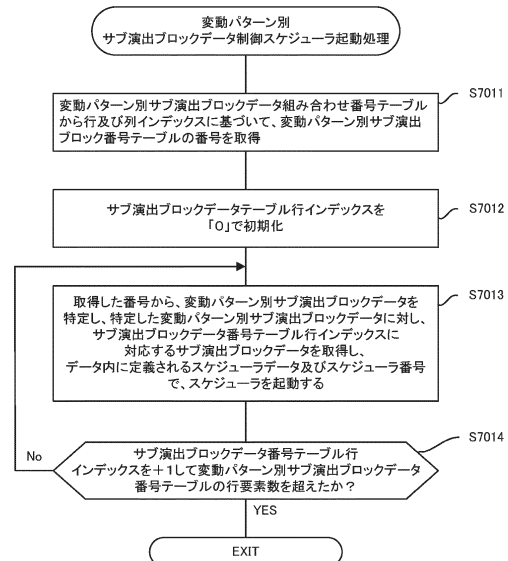 変動パターン別
サブ演出ブロックデータ制御スケジューラ起動処理
S7011
変動パターン別サブ演出ブロックデータ組み合わせ番号テーブル
から行及び列インデックスに基づいて、変動パターン別サブ演出
ブロック番号テーブルの番号を取得
S7012
サブ演出ブロックデータテーブル行インデックスを
「0」で初期化
S7013
取得した番号から、変動パターン別サブ演出ブロックデータを
特定し、特定した変動パターン別サブ演出ブロックデータに対し、
サブ演出ブロックデータ番号テーブル行インデックスに
対応するサブ演出ブロックデータを取得し、
データ内に定義されるスケジューラデータ及びスケジューラ番号
で、スケジューラを起動する
S7014
No
サブ演出ブロックデータ番号テーブル行
インデックスを+1して変動パターン別サブ演出ブロックデータ
番号テーブルの行要素数を超えたか?
YES
EXIT